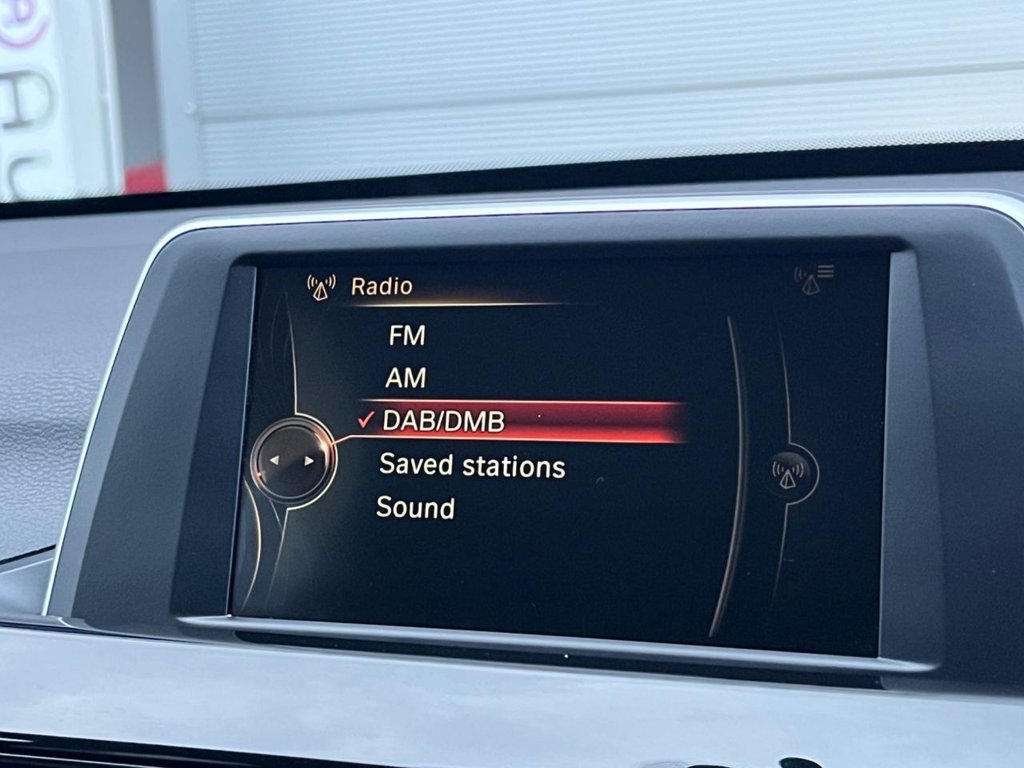 Radio
FM
AM
DAB/DMB
Saved stations
Sound